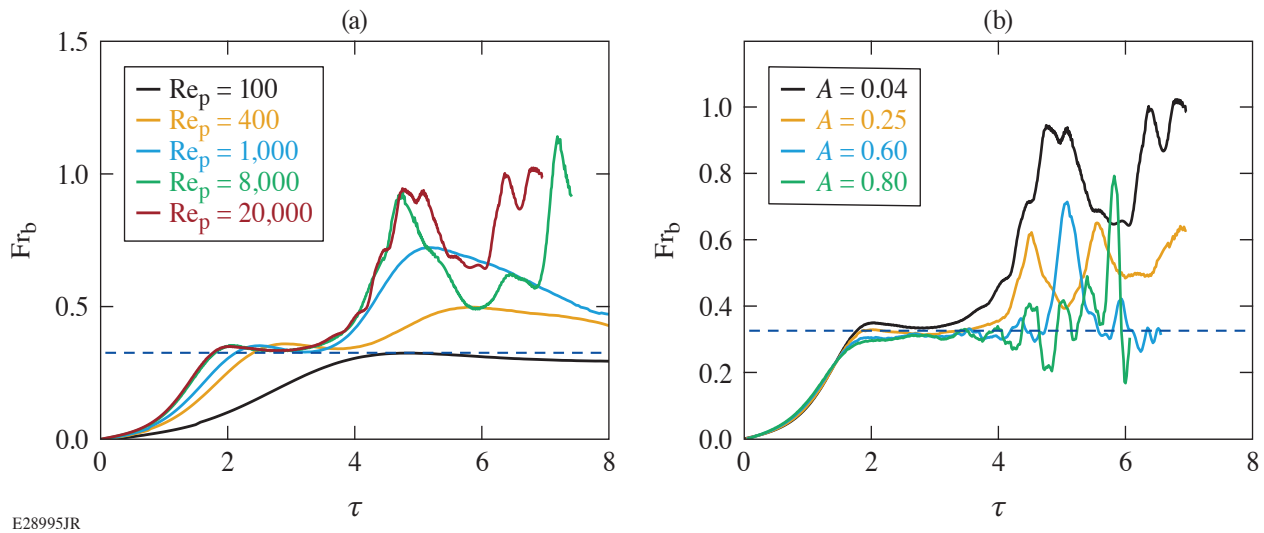 (a)
1.5
1.0
0.5
0.0
Fr_b
Re_p = 100
Re_p = 400
Re_p = 1,000
Re_p = 8,000
Re_p = 20,000
0 2 4 6 8
τ
(b)
1.0
0.8
0.6
0.4
0.2
0.0
Fr_b
A = 0.04
A = 0.25
A = 0.60
A = 0.80
0 2 4 6 8
τ
E28995JR